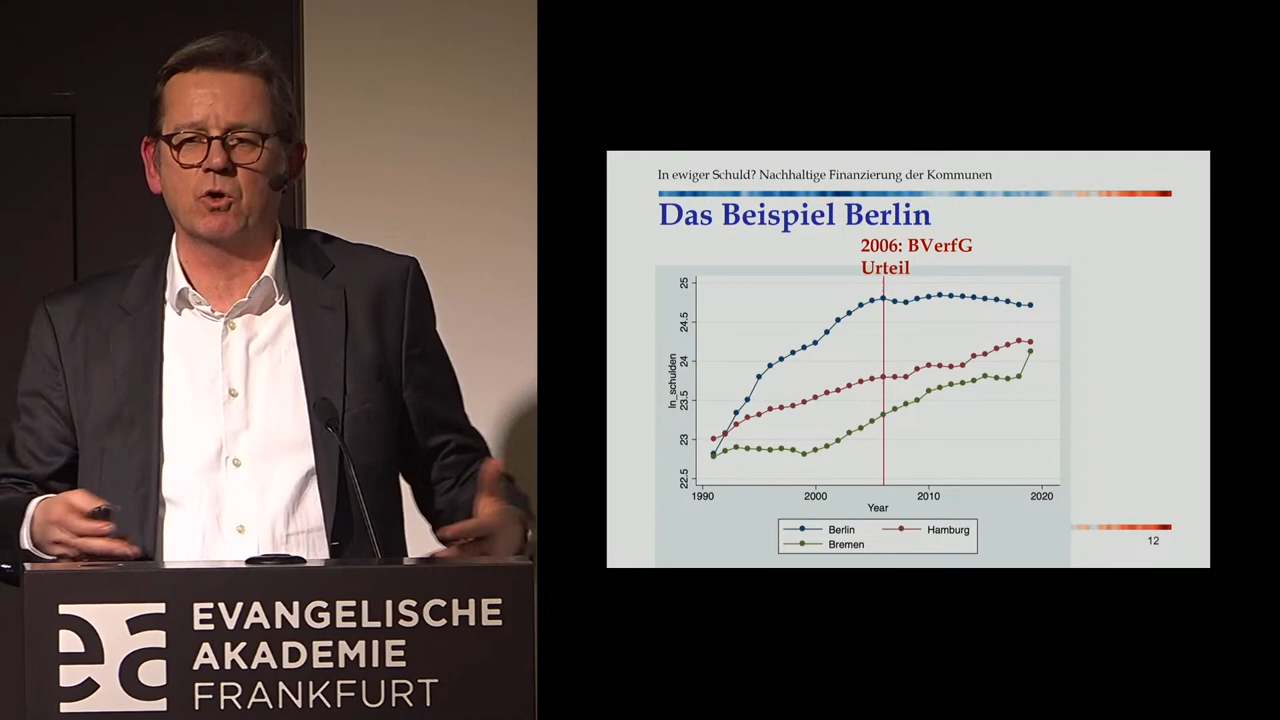 EVANGELISCHE
AKADEMIE
FRANKFURT
ea
In ewiger Schuld? Nachhaltige Finanzierung der Kommunen
Das Beispiel Berlin
2006: BVerfG
Urteil
ln_schulden
25
24.5
24
23.5
23
22.5
1990
2000
2010
2020
Year
Berlin
Hamburg
Bremen
12